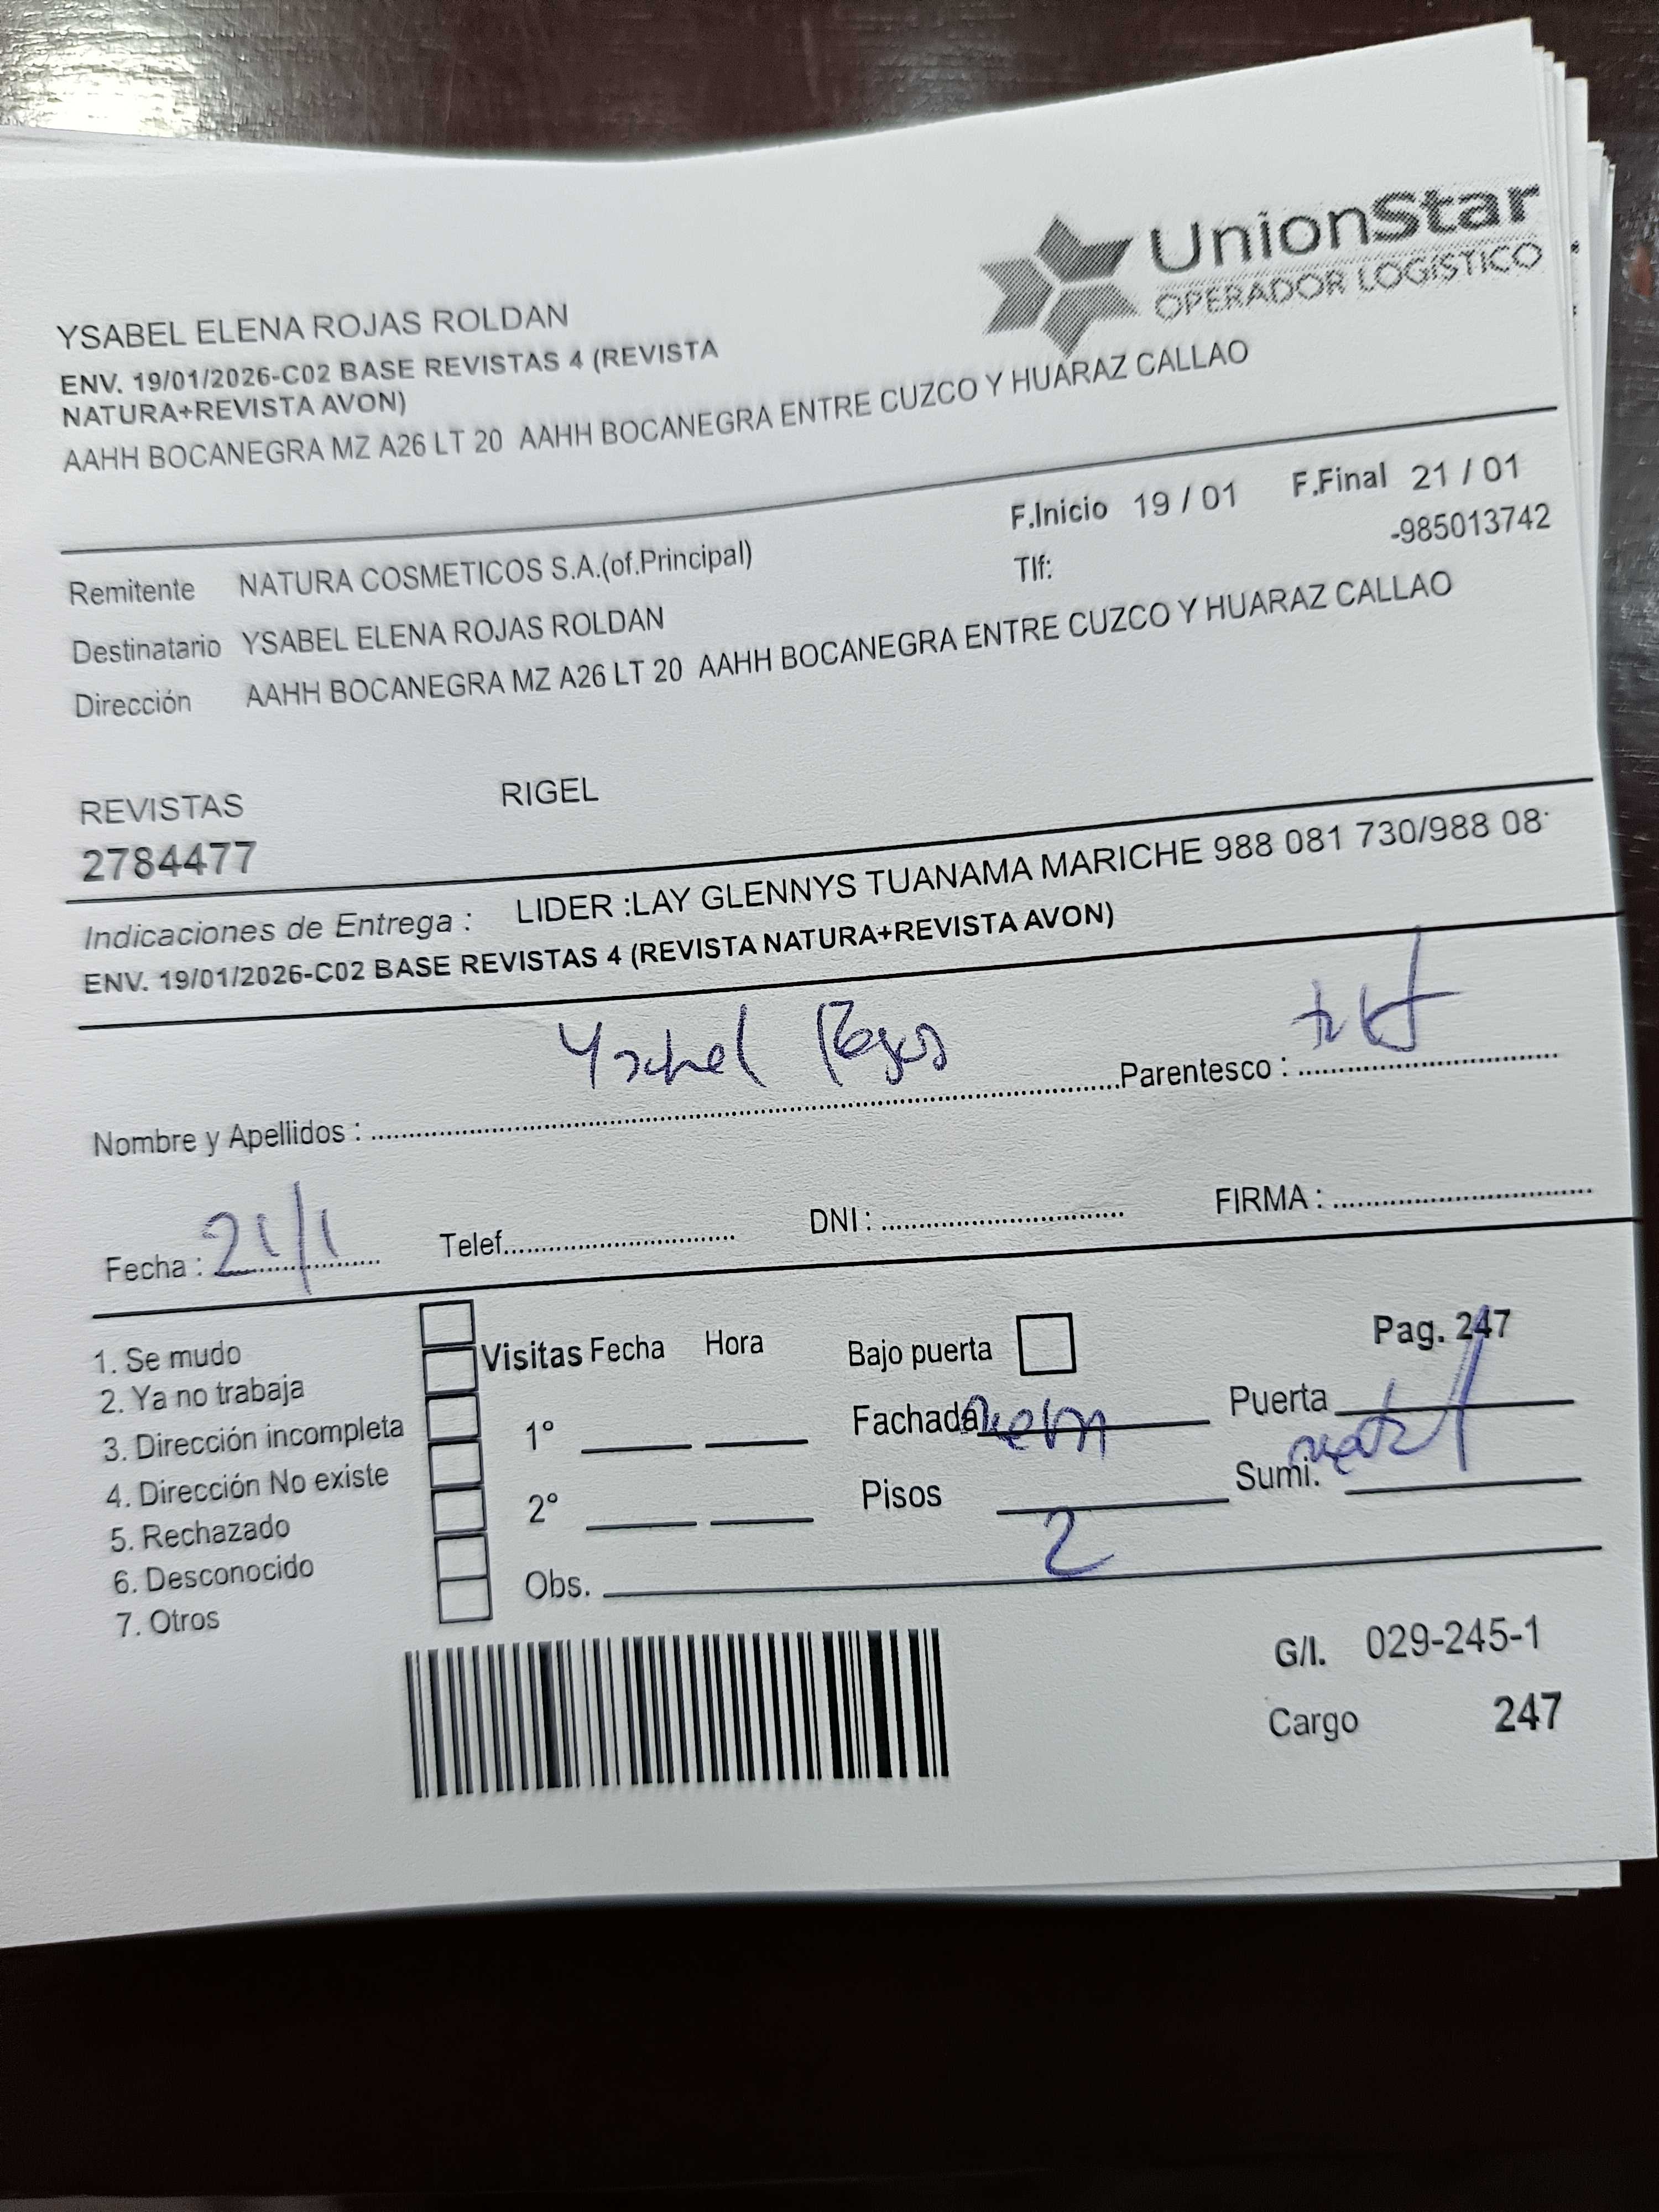 UnionStar
OPERADOR LOGÍSTICO
YSABEL ELENA ROJAS ROLDAN
ENV. 19/01/2026-C02 BASE REVISTAS 4 (REVISTA
NATURA+REVISTA AVON)
AAHH BOCANEGRA MZ A26 LT 20 AAHH BOCANEGRA ENTRE CUZCO Y HUARAZ CALLAO
F.Inicio 19 / 01 F.Final 21 / 01
Remitente NATURA COSMETICOS S.A.(of.Principal) Tlf: -985013742
Destinatario YSABEL ELENA ROJAS ROLDAN
Dirección AAHH BOCANEGRA MZ A26 LT 20 AAHH BOCANEGRA ENTRE CUZCO Y HUARAZ CALLAO
REVISTAS RIGEL
2784477
Indicaciones de Entrega : LIDER :LAY GLENNYS TUANAMA MARICHE 988 081 730/988 08
ENV. 19/01/2026-C02 BASE REVISTAS 4 (REVISTA NATURA+REVISTA AVON)
Nombre y Apellidos : Ysabel Rojas Parentesco :
Fecha : 21/1 Telef. DNI : FIRMA :
1. Se mudo
2. Ya no trabaja
3. Dirección incompleta
4. Dirección No existe
5. Rechazado
6. Desconocido
7. Otros
Visitas Fecha Hora
1°
2°
Obs.
Bajo puerta
Fachada
Pisos 2
Pag. 247
Puerta
Sumi.
G/I. 029-245-1
Cargo 247